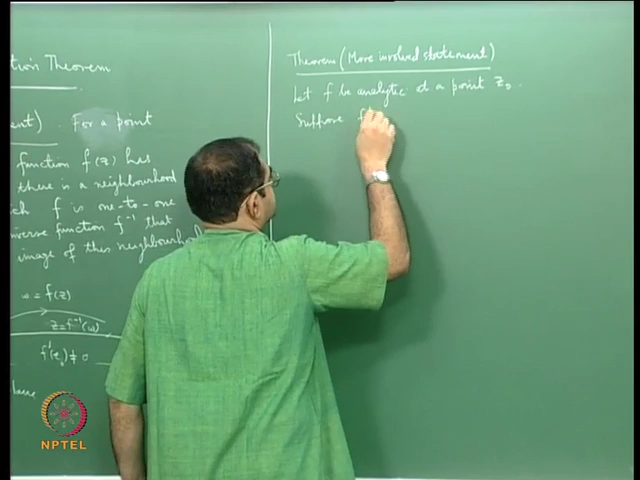 tion Theorem
ent). For a point
function f(z) has
there is a neighbourhood
ch f is one-to-one
nverse function f⁻¹ that
image of this neighbourhood
w = f(z)
z = f⁻¹(w)
f'(z₀) ≠ 0
Theorem (More involved statement)
Let f be analytic at a point z₀.
Suppose f
NPTEL